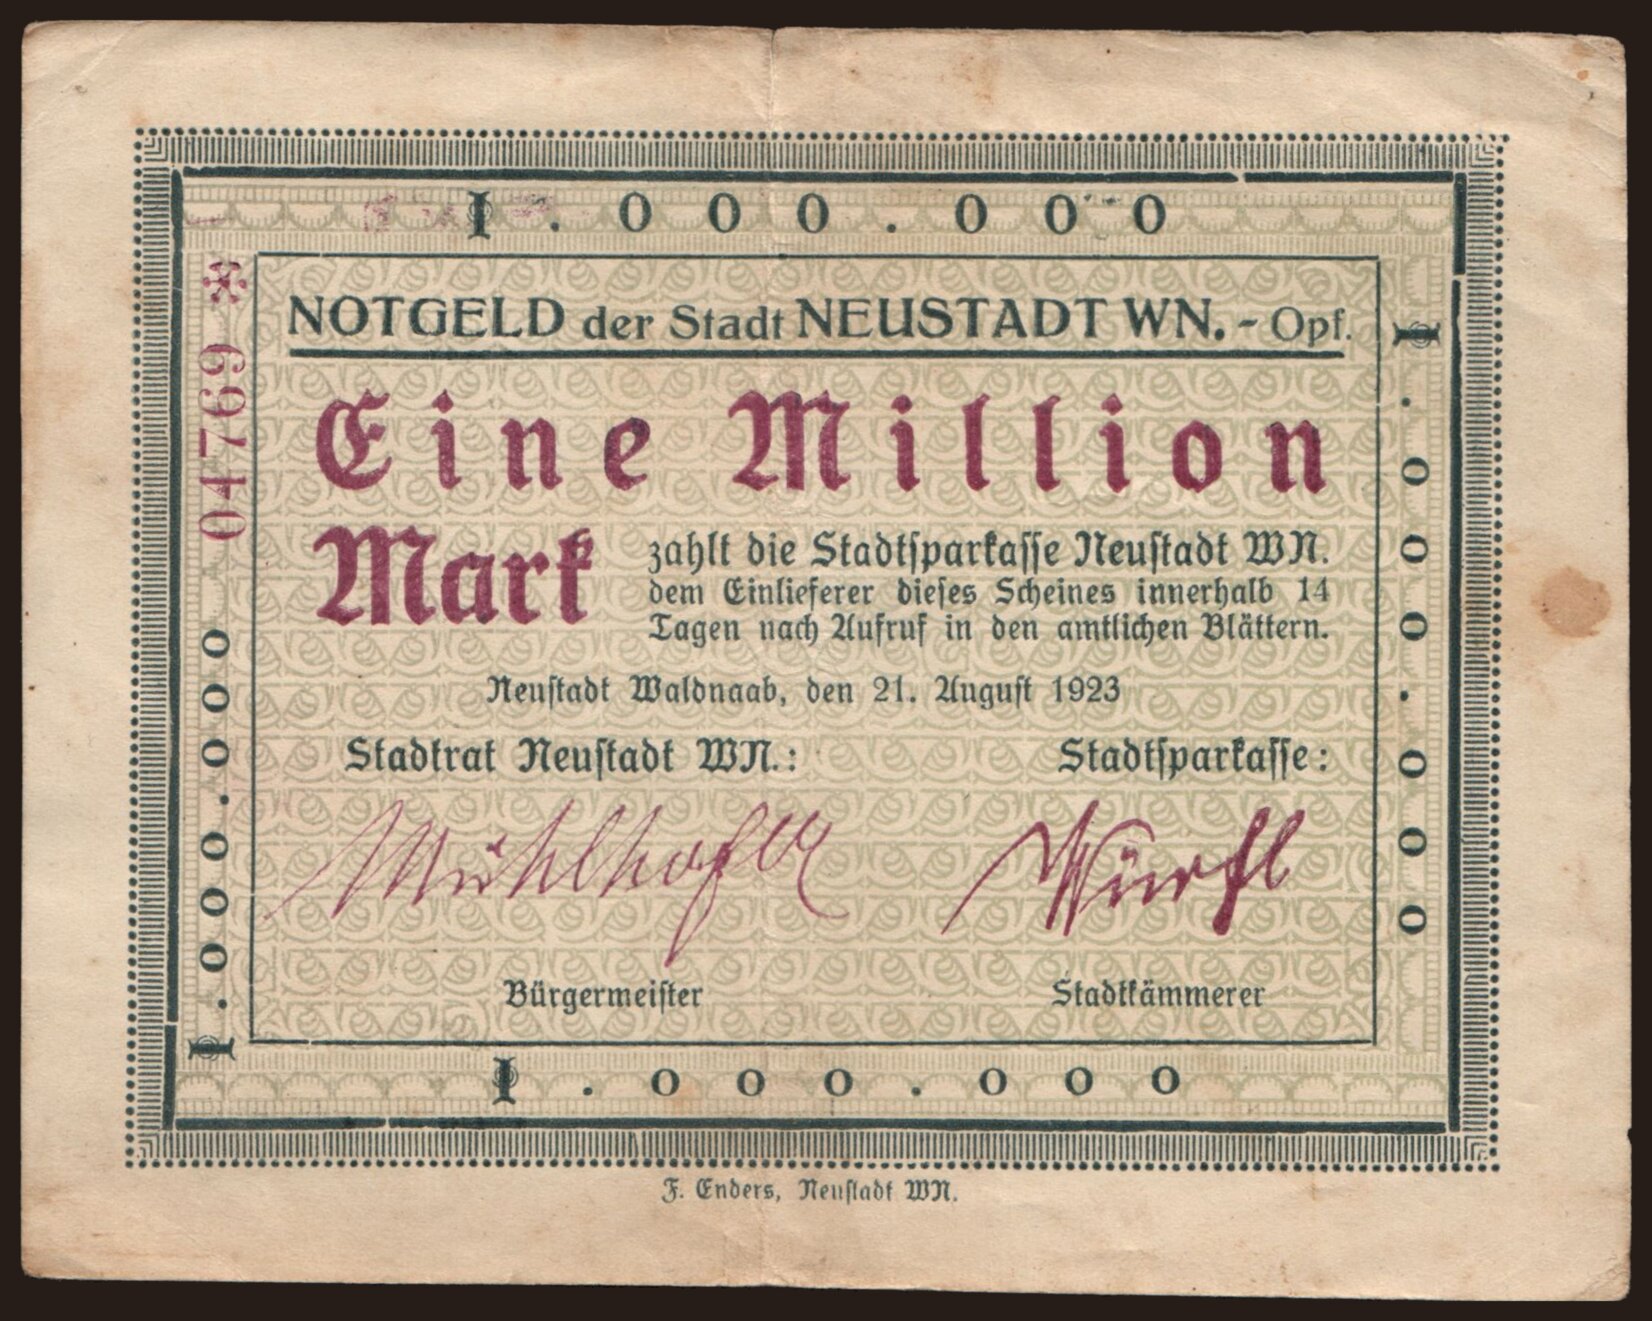 1.000.000
04769 *
NOTGELD der Stadt NEUSTADT WN. - Opf.
Eine Million
Mark
zahlt die Stadtsparkasse Neustadt WN.
dem Einlieferer dieses Scheines innerhalb 14
Tagen nach Aufruf in den amtlichen Blättern.
Neustadt Waldnaab, den 21. August 1923
Stadtrat Neustadt WN.:
Stadtsparkasse:
Mühlhofer
Würfl
Bürgermeister
Stadtkämmerer
1.000.000
1.000.000
1.000.000
F. Enders, Neustadt WN.